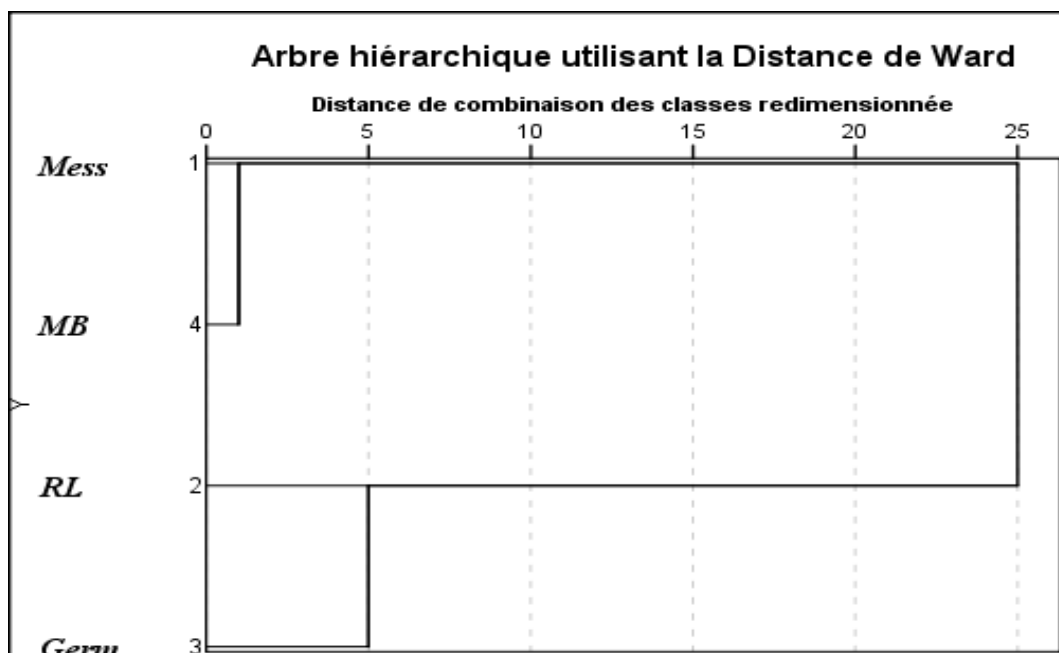 Arbre hiérarchique utilisant la Distance de Ward
Distance de combinaison des classes redimensionnée
0 5 10 15 20 25
Mess 1
MB 4
Y
RL 2
Germ 3